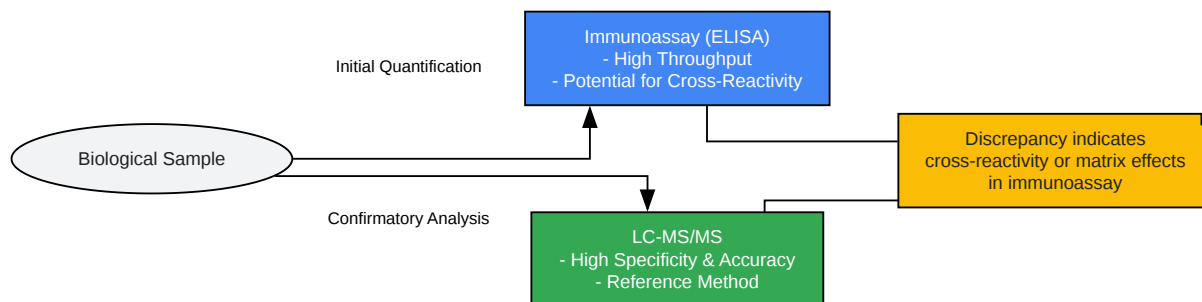 Immunoassay (ELISA)
- High Throughput
- Potential for Cross-Reactivity
Initial Quantification
Biological Sample
Discrepancy indicates
cross-reactivity or matrix effects
in immunoassay
Confirmatory Analysis
LC-MS/MS
- High Specificity & Accuracy
- Reference Method